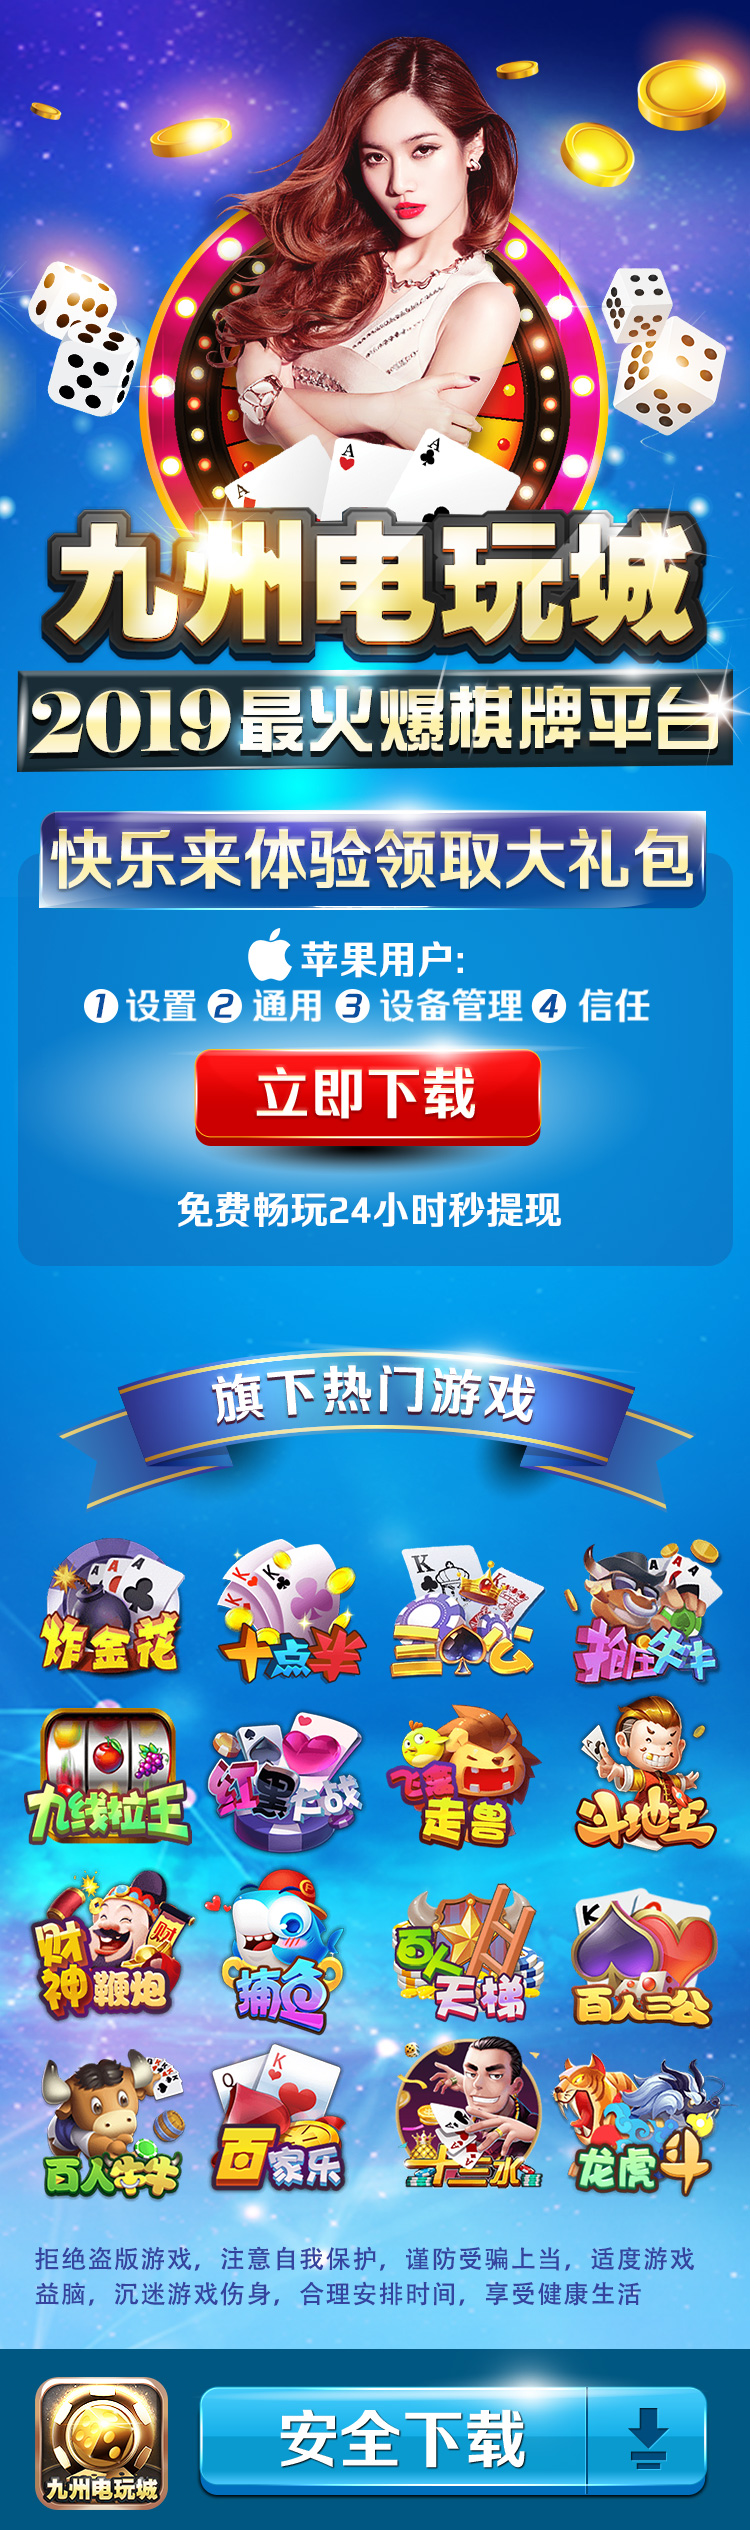 A
A
A
九州电玩城
2019最火爆棋牌平台
快乐来体验领取大礼包
苹果用户:
1 设置 2 通用 3 设备管理 4 信任
立即下载
免费畅玩24小时秒提现
旗下热门游戏
A A A
炸金花
K K K
十点半
K
三公
A A A
抢庄牛牛
九线拉王
A A
红黑大战
飞禽走兽
斗地主
财
财神鞭炮
捕鱼
百人天梯
K
百人三公
百人牛牛
Q K
百家乐
十三水
龙虎斗
拒绝盗版游戏，注意自我保护，谨防受骗上当，适度游戏
益脑，沉迷游戏伤身，合理安排时间，享受健康生活
九州电玩城
安全下载